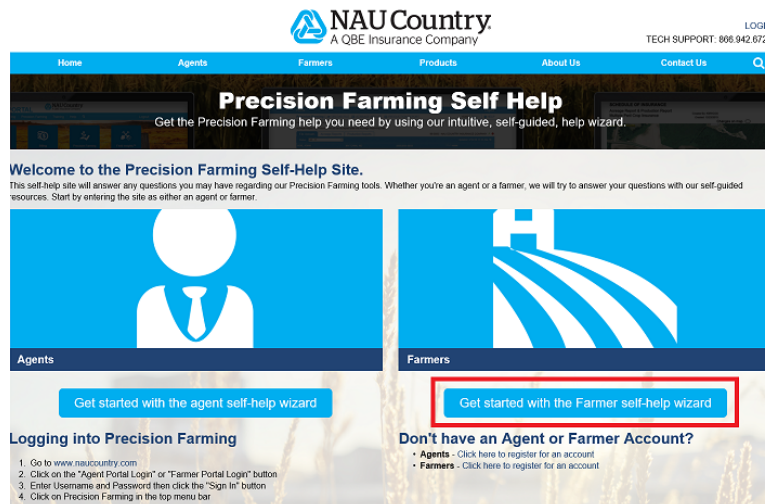 NAU Country.
A QBE Insurance Company
LOGI
TECH SUPPORT: 866.942.672
Home Agents Farmers Products About Us Contact Us
Precision Farming Self Help
Get the Precision Farming help you need by using our intuitive, self-guided, help wizard.
Welcome to the Precision Farming Self-Help Site.
This self-help site will answer any questions you may have regarding our Precision Farming tools. Whether you're an agent or a farmer, we will try to answer your questions with our self-guided
resources. Start by entering the site as either an agent or farmer.
Agents
Farmers
Get started with the agent self-help wizard
Get started with the Farmer self-help wizard
Logging into Precision Farming
1. Go to www.naucountry.com
2. Click on the "Agent Portal Login" or "Farmer Portal Login" button
3. Enter Username and Password then click the "Sign In" button
4. Click on Precision Farming in the top menu bar
Don't have an Agent or Farmer Account?
• Agents - Click here to register for an account
• Farmers - Click here to register for an account